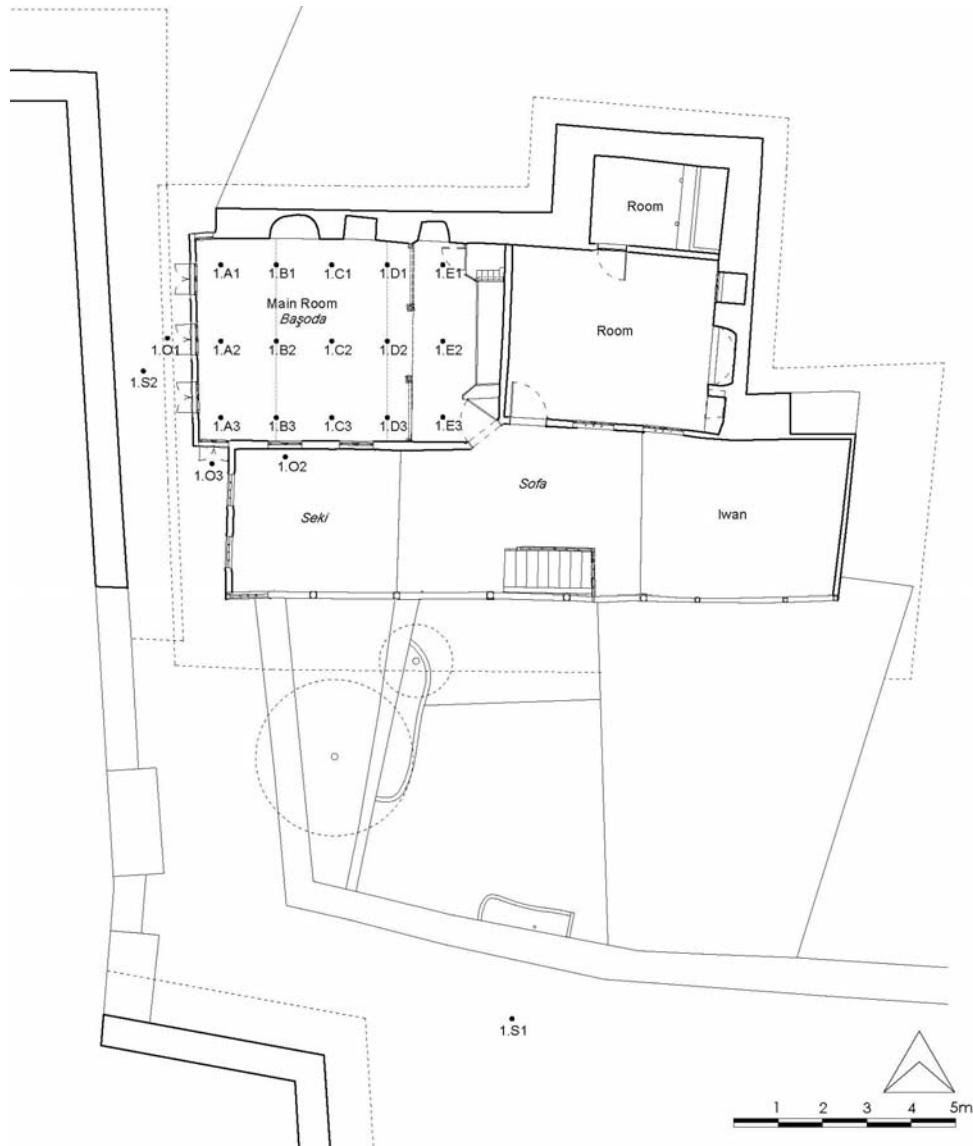 Room
1.A1 1.B1 1.C1 1.D1 1.E1
Main Room
Başoda
Room
1.O1
1.A2 1.B2 1.C2 1.D2 1.E2
1.S2
1.A3 1.B3 1.C3 1.D3 1.E3
1.O3
1.O2
Seki
Sofa
Iwan
1.S1
1 2 3 4 5m